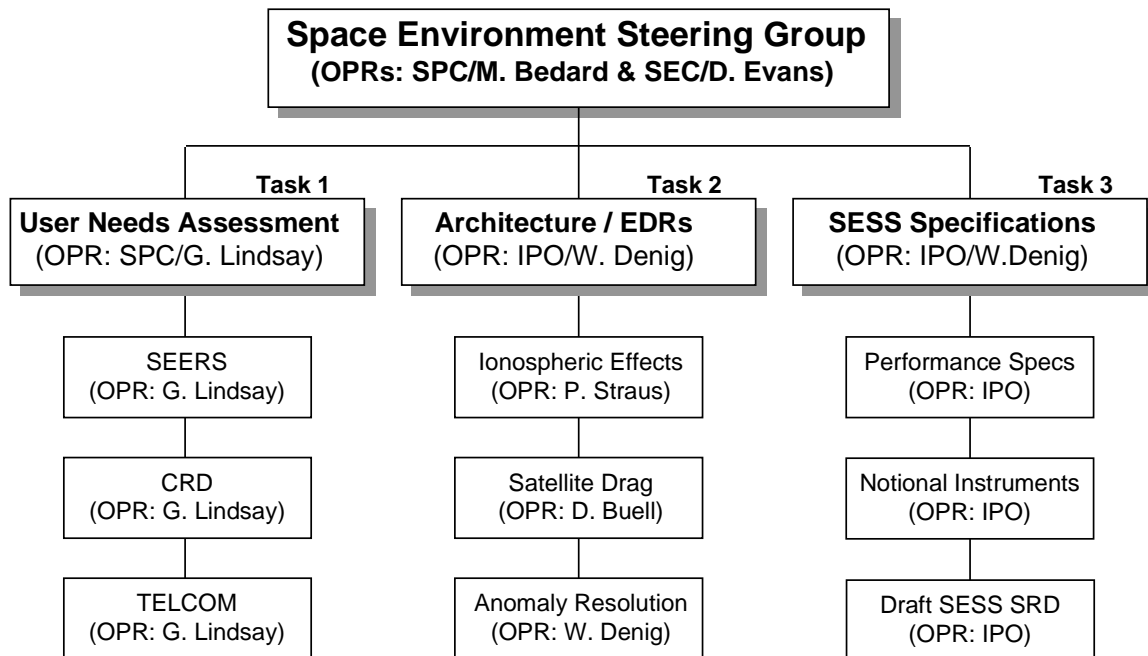 Space Environment Steering Group
(OPRs: SPC/M. Bedard & SEC/D. Evans)
Task 1
User Needs Assessment
(OPR: SPC/G. Lindsay)
SEERS
(OPR: G. Lindsay)
CRD
(OPR: G. Lindsay)
TELCOM
(OPR: G. Lindsay)
Task 2
Architecture / EDRs
(OPR: IPO/W. Denig)
Ionospheric Effects
(OPR: P. Straus)
Satellite Drag
(OPR: D. Buell)
Anomaly Resolution
(OPR: W. Denig)
Task 3
SESS Specifications
(OPR: IPO/W.Denig)
Performance Specs
(OPR: IPO)
Notional Instruments
(OPR: IPO)
Draft SESS SRD
(OPR: IPO)